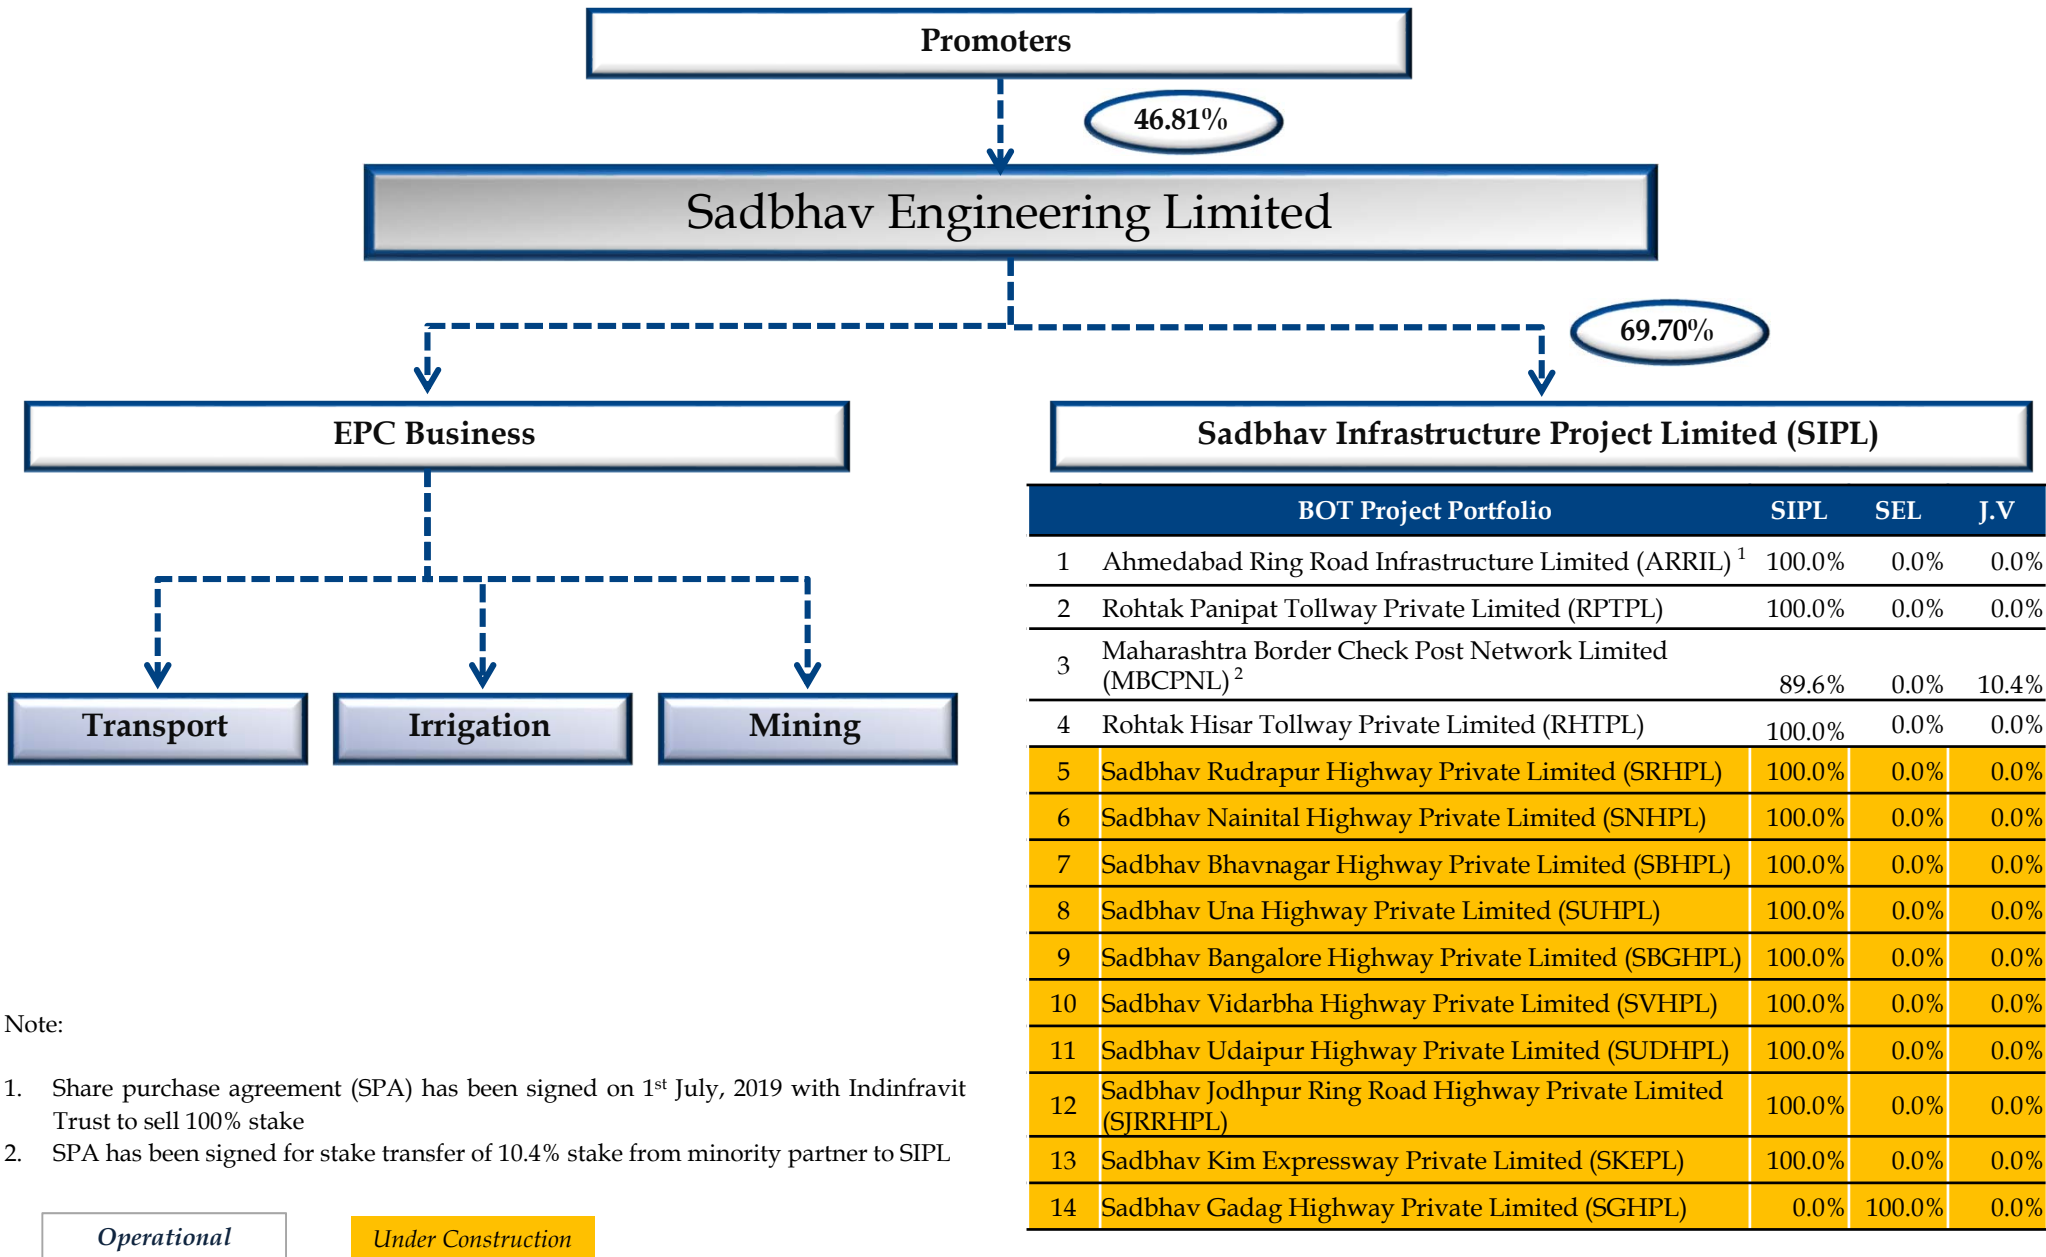 Promoters
46.81%
Sadbhav Engineering Limited
69.70%
EPC Business
Sadbhav Infrastructure Project Limited (SIPL)
Transport
Irrigation
Mining
BOT Project Portfolio SIPL SEL J.V
1 Ahmedabad Ring Road Infrastructure Limited (ARRIL) 1 100.0% 0.0% 0.0%
2 Rohtak Panipat Tollway Private Limited (RPTPL) 100.0% 0.0% 0.0%
3 Maharashtra Border Check Post Network Limited
(MBCPNL) 2 89.6% 0.0% 10.4%
4 Rohtak Hisar Tollway Private Limited (RHTPL) 100.0% 0.0% 0.0%
5 Sadbhav Rudrapur Highway Private Limited (SRHPL) 100.0% 0.0% 0.0%
6 Sadbhav Nainital Highway Private Limited (SNHPL) 100.0% 0.0% 0.0%
7 Sadbhav Bhavnagar Highway Private Limited (SBHPL) 100.0% 0.0% 0.0%
8 Sadbhav Una Highway Private Limited (SUHPL) 100.0% 0.0% 0.0%
9 Sadbhav Bangalore Highway Private Limited (SBGHPL) 100.0% 0.0% 0.0%
10 Sadbhav Vidarbha Highway Private Limited (SVHPL) 100.0% 0.0% 0.0%
11 Sadbhav Udaipur Highway Private Limited (SUDHPL) 100.0% 0.0% 0.0%
12 Sadbhav Jodhpur Ring Road Highway Private Limited
(SJRRHPL) 100.0% 0.0% 0.0%
13 Sadbhav Kim Expressway Private Limited (SKEPL) 100.0% 0.0% 0.0%
14 Sadbhav Gadag Highway Private Limited (SGHPL) 0.0% 100.0% 0.0%
Note:
1. Share purchase agreement (SPA) has been signed on 1st July, 2019 with Indinfravit
Trust to sell 100% stake
2. SPA has been signed for stake transfer of 10.4% stake from minority partner to SIPL
Operational
Under Construction